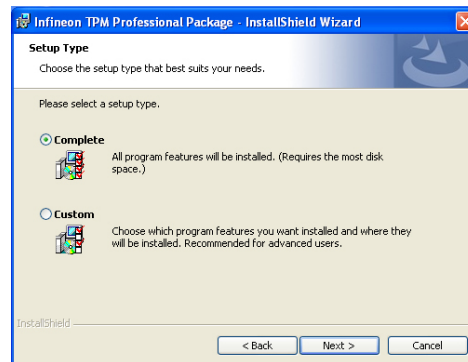 Infineon TPM Professional Package - InstallShield Wizard
Setup Type
Choose the setup type that best suits your needs.
Please select a setup type.
Complete
All program features will be installed. (Requires the most disk
space.)
Custom
Choose which program features you want installed and where they
will be installed. Recommended for advanced users.
InstallShield
< Back Next > Cancel